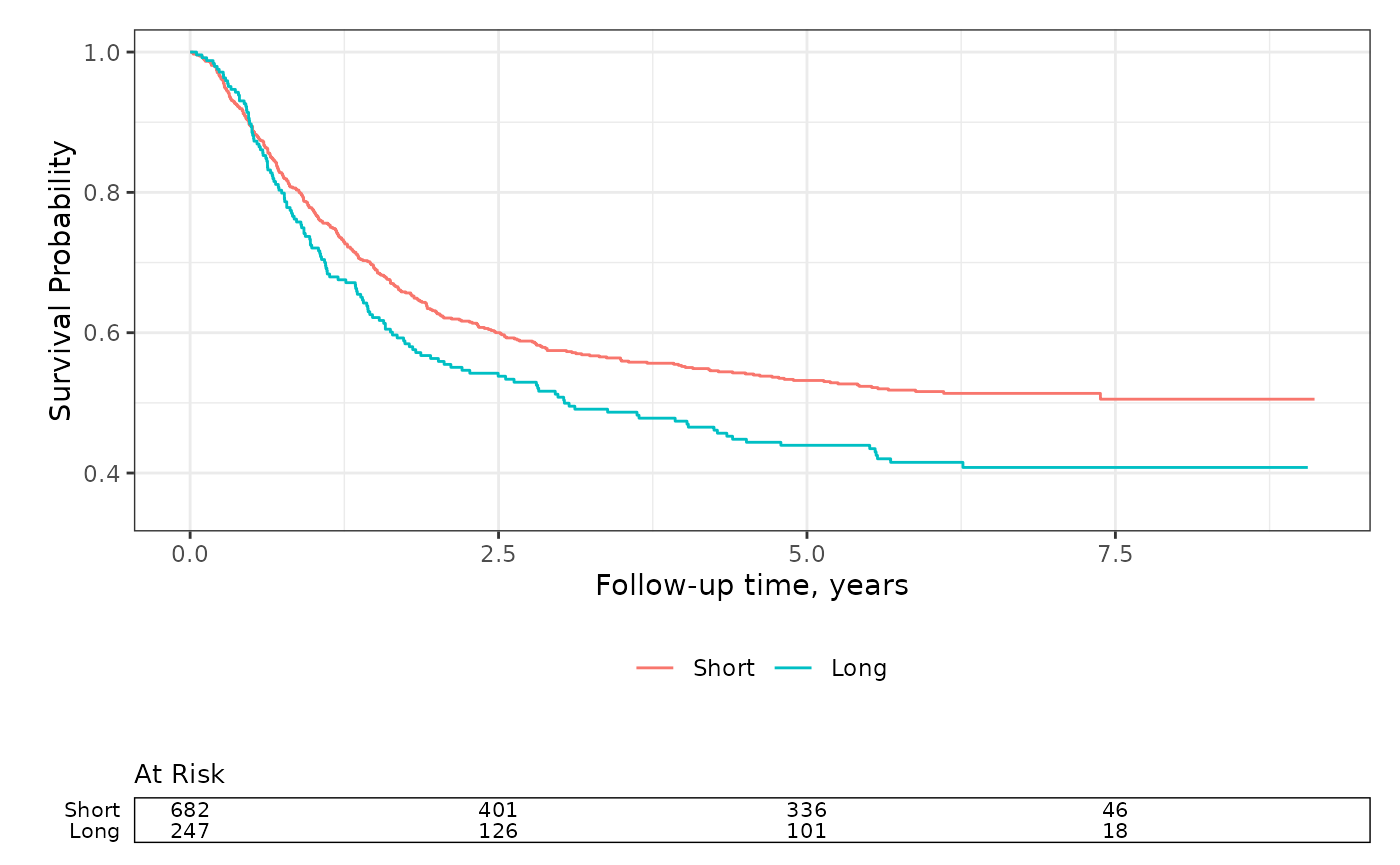 Survival Probability
1.0
0.8
0.6
0.4
0.0 2.5 5.0 7.5
Follow-up time, years
Short Long
At Risk
Short 682 401 336 46
Long 247 126 101 18